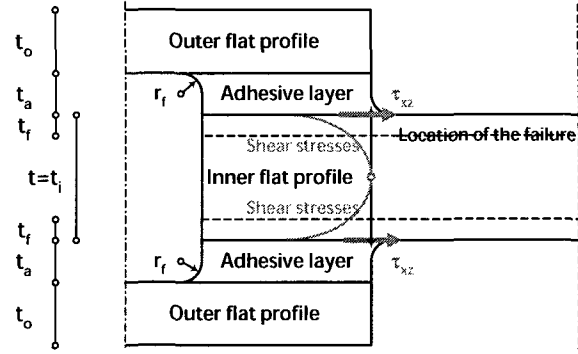 t_o
Outer flat profile
t_a
r_f
Adhesive layer
τ_xz
t_f
Shear stresses
Location of the failure
t=t_i
Inner flat profile
Shear stresses
t_f
t_a
r_f
Adhesive layer
τ_xz
t_o
Outer flat profile